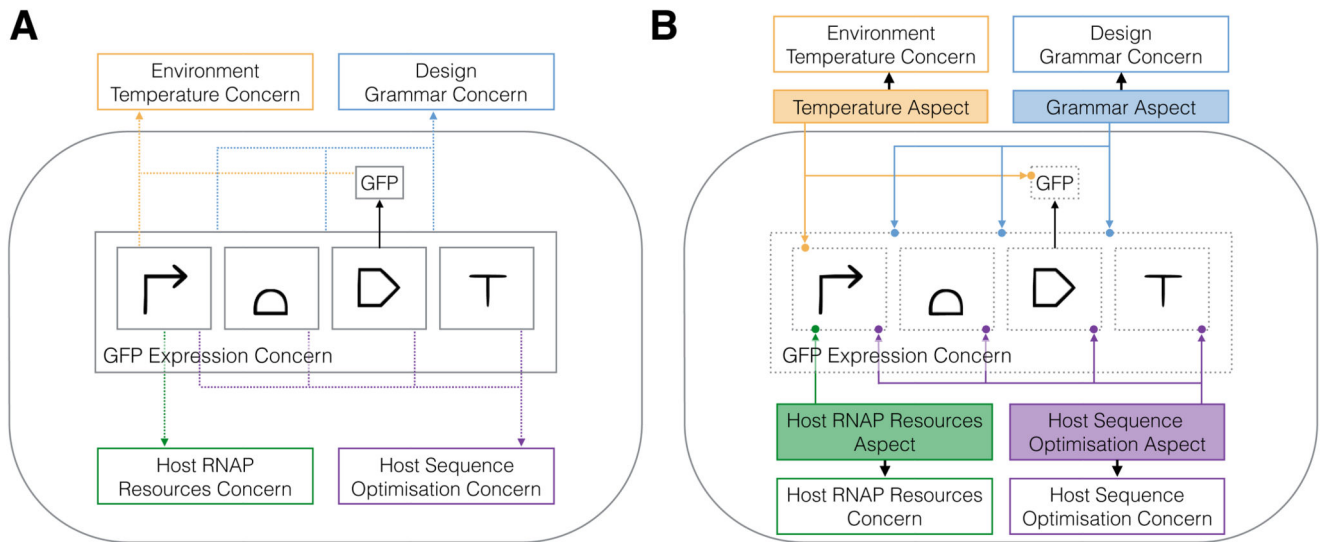 A
Environment
Temperature Concern
Design
Grammar Concern
GFP
GFP Expression Concern
Host RNAP
Resources Concern
Host Sequence
Optimisation Concern
B
Environment
Temperature Concern
Design
Grammar Concern
Temperature Aspect
Grammar Aspect
GFP
GFP Expression Concern
Host RNAP Resources
Aspect
Host Sequence
Optimisation Aspect
Host RNAP Resources
Concern
Host Sequence
Optimisation Concern